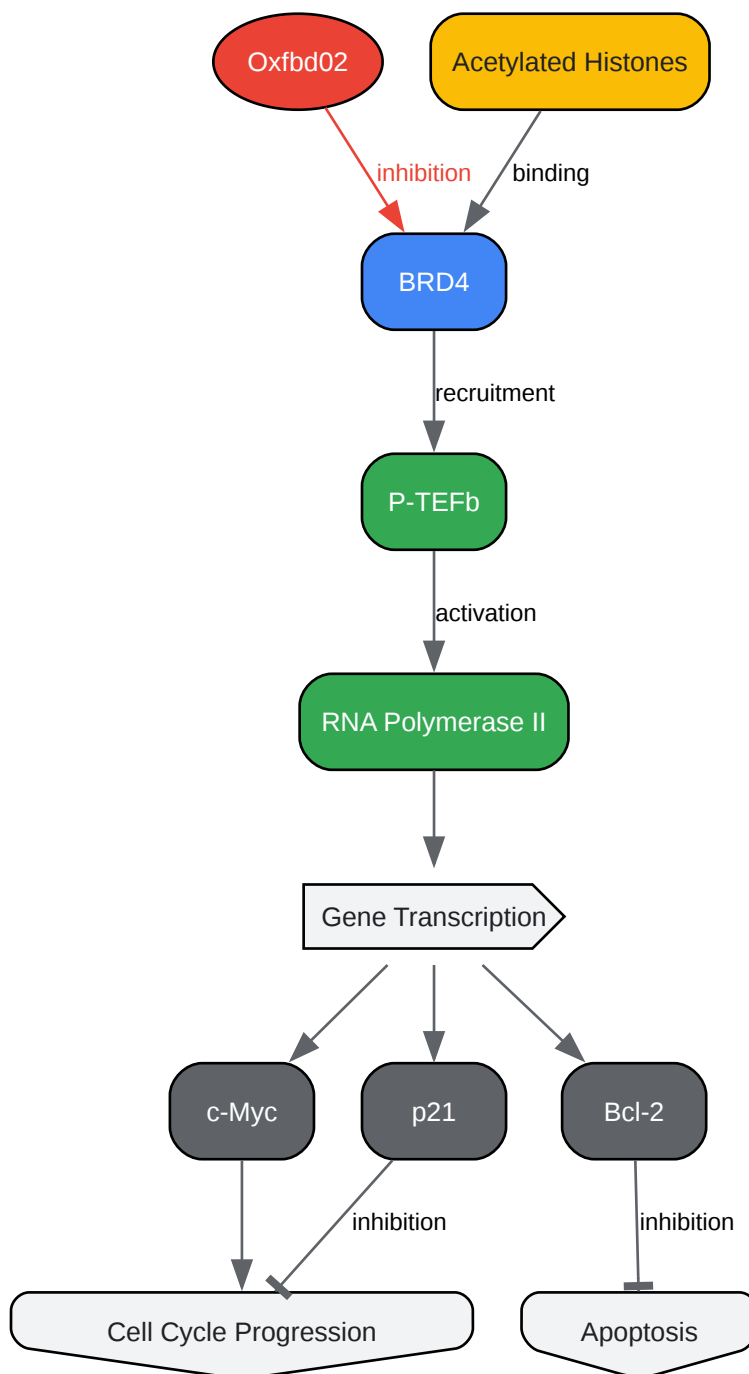 Oxfbd02
Acetylated Histones
inhibition
binding
BRD4
recruitment
P-TEFb
activation
RNA Polymerase II
Gene Transcription
c-Myc
p21
Bcl-2
inhibition
inhibition
Cell Cycle Progression
Apoptosis